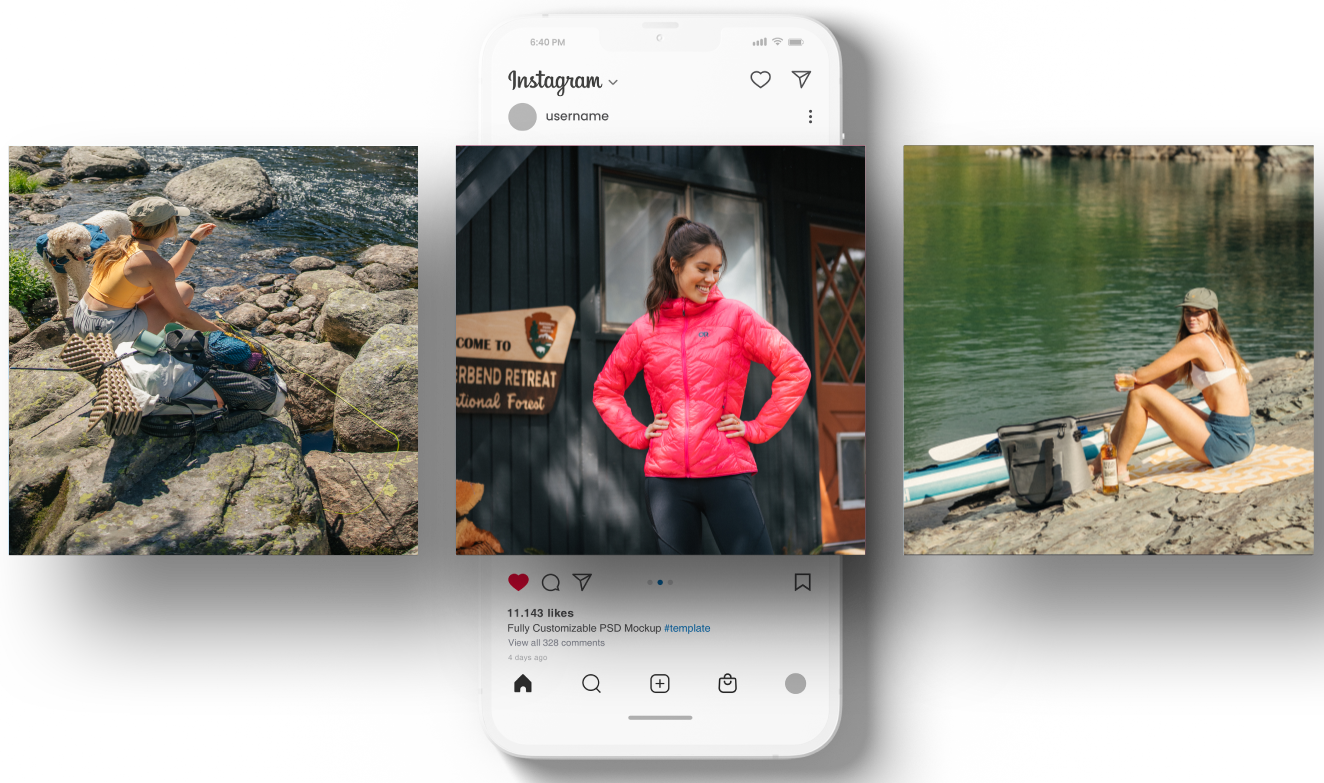 6:40 PM
Instagram
username
COME TO
ERBEND RETREAT
ational Forest
11.143 likes
Fully Customizable PSD Mockup #template
View all 328 comments
4 days ago